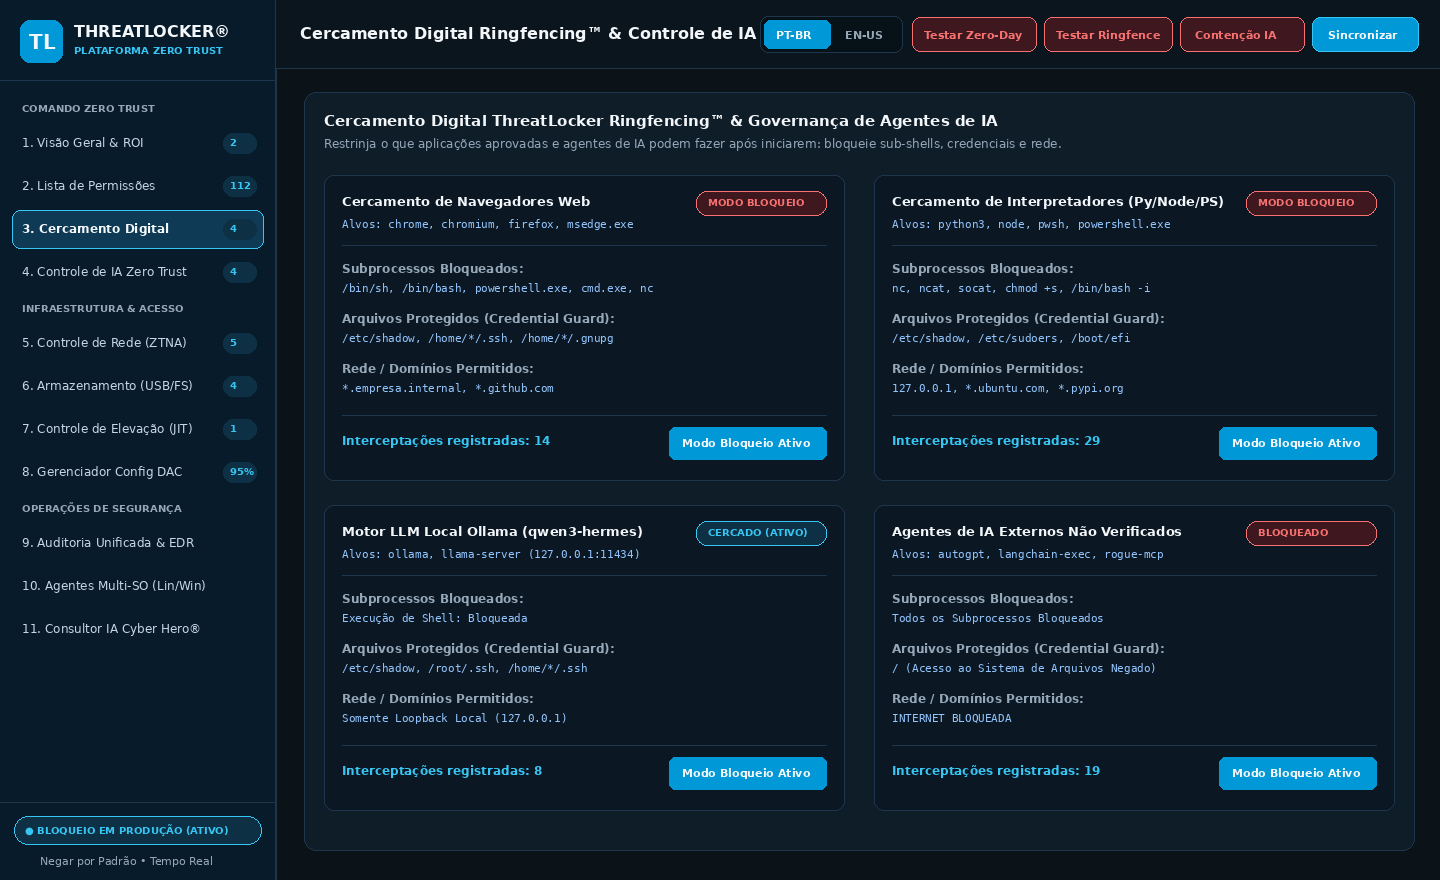 TL
THREATLOCKER®
PLATAFORMA ZERO TRUST
COMANDO ZERO TRUST
1. Visão Geral & ROI 2
2. Lista de Permissões 112
3. Cercamento Digital 4
4. Controle de IA Zero Trust 4
INFRAESTRUTURA & ACESSO
5. Controle de Rede (ZTNA) 5
6. Armazenamento (USB/FS) 4
7. Controle de Elevação (JIT) 1
8. Gerenciador Config DAC 95%
OPERAÇÕES DE SEGURANÇA
9. Auditoria Unificada & EDR
10. Agentes Multi-SO (Lin/Win)
11. Consultor IA Cyber Hero®
● BLOQUEIO EM PRODUÇÃO (ATIVO)
Negar por Padrão • Tempo Real
Cercamento Digital Ringfencing™ & Controle de IA PT-BR EN-US Testar Zero-Day Testar Ringfence Contenção IA Sincronizar
Cercamento Digital ThreatLocker Ringfencing™ & Governança de Agentes de IA
Restrinja o que aplicações aprovadas e agentes de IA podem fazer após iniciarem: bloqueie sub-shells, credenciais e rede.
Cercamento de Navegadores Web MODO BLOQUEIO
Alvos: chrome, chromium, firefox, msedge.exe
Subprocessos Bloqueados:
/bin/sh, /bin/bash, powershell.exe, cmd.exe, nc
Arquivos Protegidos (Credential Guard):
/etc/shadow, /home/*/.ssh, /home/*/.gnupg
Rede / Domínios Permitidos:
*.empresa.internal, *.github.com
Interceptações registradas: 14 Modo Bloqueio Ativo
Cercamento de Interpretadores (Py/Node/PS) MODO BLOQUEIO
Alvos: python3, node, pwsh, powershell.exe
Subprocessos Bloqueados:
nc, ncat, socat, chmod +s, /bin/bash -i
Arquivos Protegidos (Credential Guard):
/etc/shadow, /etc/sudoers, /boot/efi
Rede / Domínios Permitidos:
127.0.0.1, *.ubuntu.com, *.pypi.org
Interceptações registradas: 29 Modo Bloqueio Ativo
Motor LLM Local Ollama (qwen3-hermes) CERCADO (ATIVO)
Alvos: ollama, llama-server (127.0.0.1:11434)
Subprocessos Bloqueados:
Execução de Shell: Bloqueada
Arquivos Protegidos (Credential Guard):
/etc/shadow, /root/.ssh, /home/*/.ssh
Rede / Domínios Permitidos:
Somente Loopback Local (127.0.0.1)
Interceptações registradas: 8 Modo Bloqueio Ativo
Agentes de IA Externos Não Verificados BLOQUEADO
Alvos: autogpt, langchain-exec, rogue-mcp
Subprocessos Bloqueados:
Todos os Subprocessos Bloqueados
Arquivos Protegidos (Credential Guard):
/ (Acesso ao Sistema de Arquivos Negado)
Rede / Domínios Permitidos:
INTERNET BLOQUEADA
Interceptações registradas: 19 Modo Bloqueio Ativo